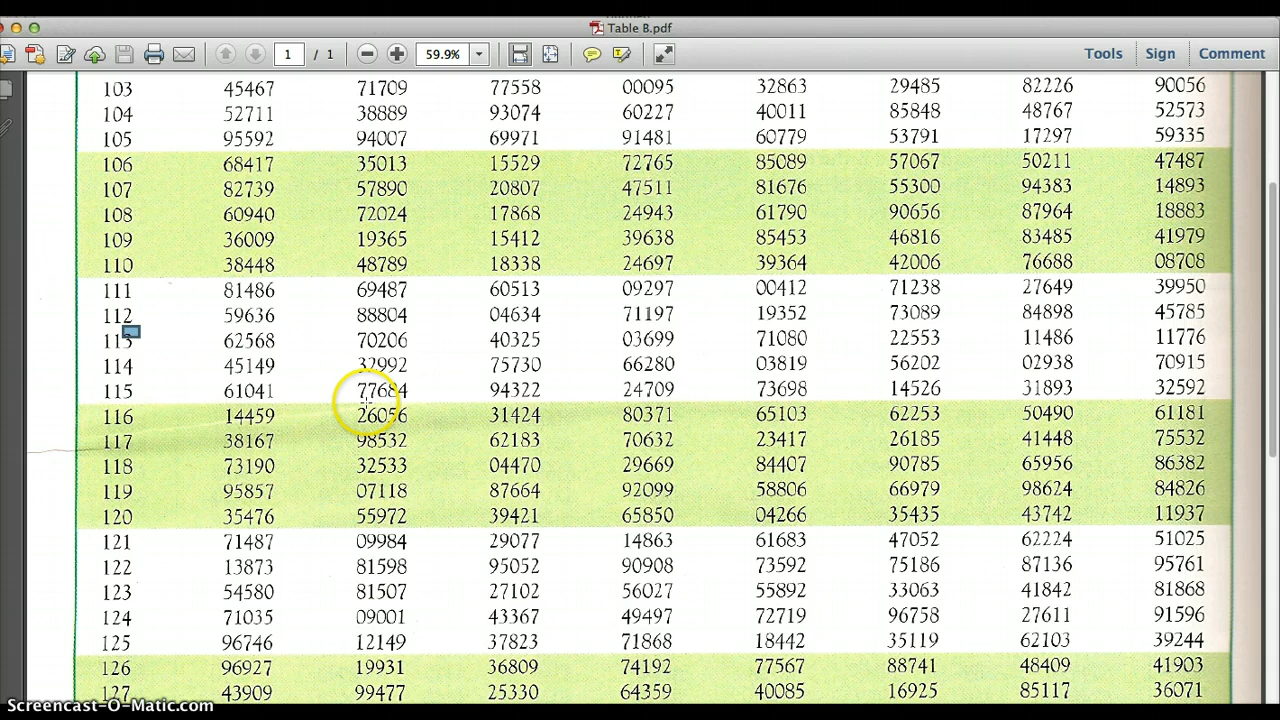 Table B.pdf
1 / 1 59.9% Tools Sign Comment
103 45467 71709 77558 00095 32863 29485 82226 90056
104 52711 38889 93074 60227 40011 85848 48767 52573
105 95592 94007 69971 91481 60779 53791 17297 59335
106 68417 35013 15529 72765 85089 57067 50211 47487
107 82739 57890 20807 47511 81676 55300 94383 14893
108 60940 72024 17868 24943 61790 90656 87964 18883
109 36009 19365 15412 39638 85453 46816 83485 41979
110 38448 48789 18338 24697 39364 42006 76688 08708
111 81486 69487 60513 09297 00412 71238 27649 39950
112 59636 88804 04634 71197 19352 73089 84898 45785
113 62568 70206 40325 03699 71080 22553 11486 11776
114 45149 32992 75730 66280 03819 56202 02938 70915
115 61041 77684 94322 24709 73698 14526 31893 32592
116 14459 26056 31424 80371 65103 62253 50490 61181
117 38167 98532 62183 70632 23417 26185 41448 75532
118 73190 32533 04470 29669 84407 90785 65956 86382
119 95857 07118 87664 92099 58806 66979 98624 84826
120 35476 55972 39421 65850 04266 35435 43742 11937
121 71487 09984 29077 14863 61683 47052 62224 51025
122 13873 81598 95052 90908 73592 75186 87136 95761
123 54580 81507 27102 56027 55892 33063 41842 81868
124 71035 09001 43367 49497 72719 96758 27611 91596
125 96746 12149 37823 71868 18442 35119 62103 39244
126 96927 19931 36809 74192 77567 88741 48409 41903
127 43909 99477 25330 64359 40085 16925 85117 36071
Screencast-O-Matic.com